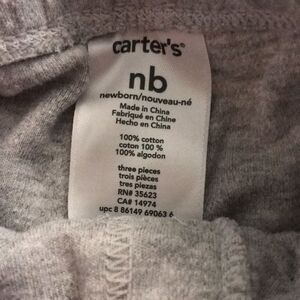 carter's®
nb
newborn/nouveau-né
Made in China
Fabriqué en Chine
Hecho en China
100% cotton
coton 100 %
100% algodon
three pieces
trois pièces
tres piezas
RN# 35623
CA# 14974
upc 8 86149 69063 6